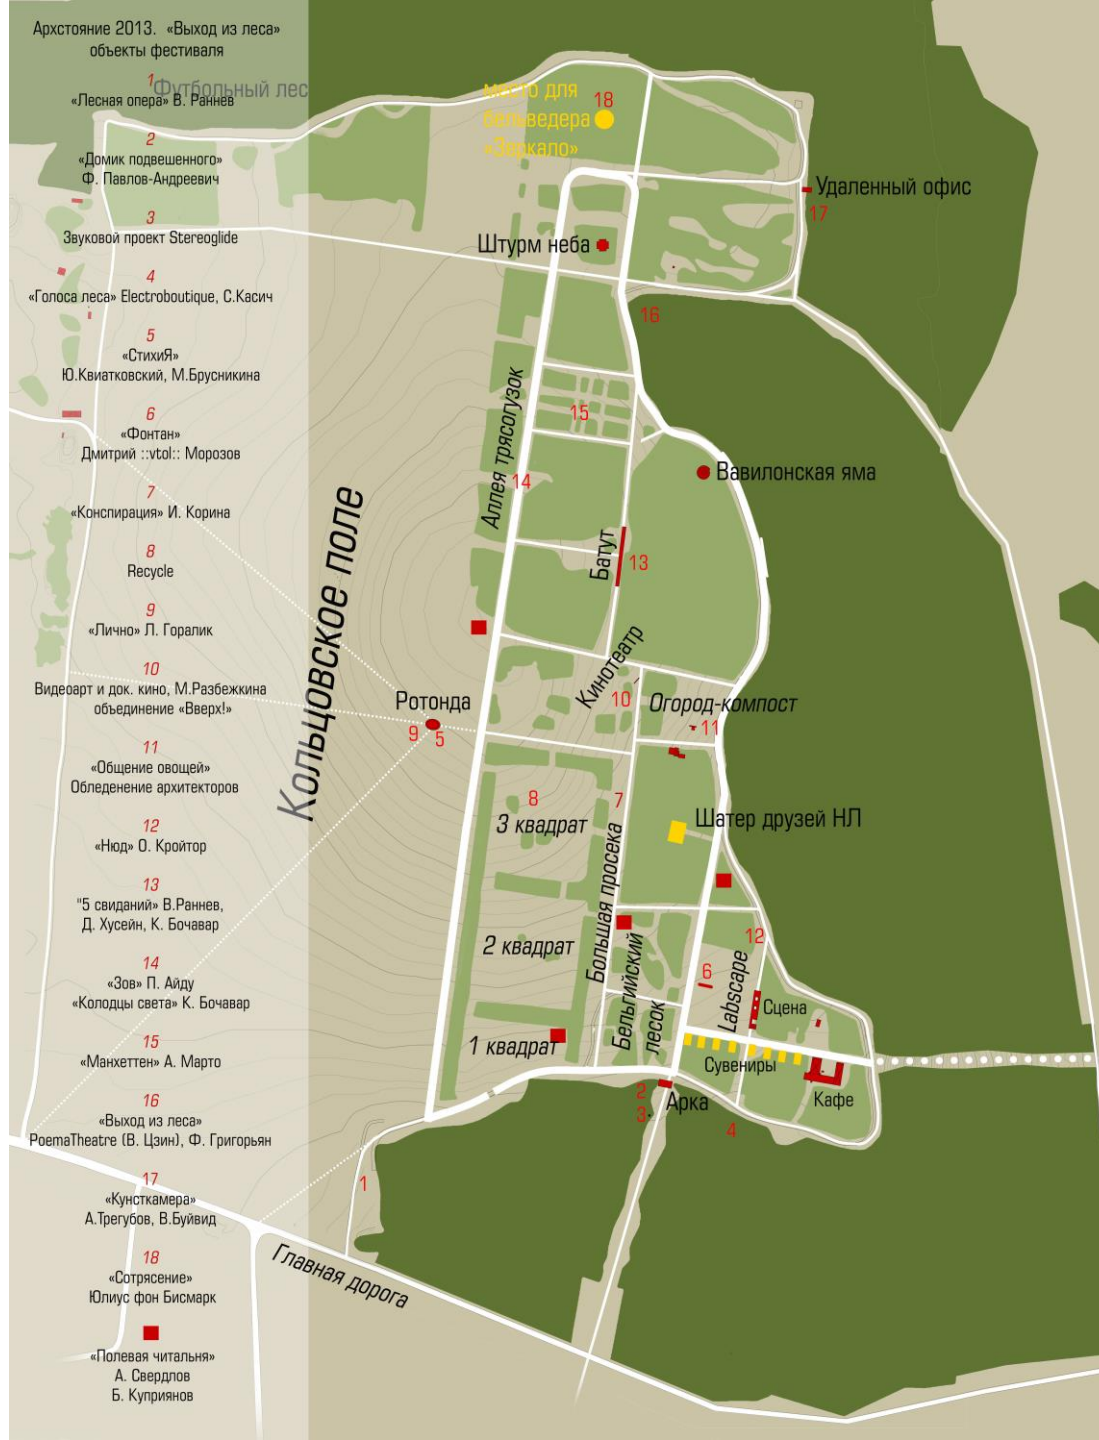 Архстояние 2013. «Выход из леса»
объекты фестиваля
1
«Лесная опера» В. Раннев
2
«Домик подвешенного»
Ф. Павлов-Андреевич
3
Звуковой проект Stereoglide
4
«Голоса леса» Electroboutique, С.Касич
5
«СтихиЯ»
Ю.Квиатковский, М.Брусникина
6
«Фонтан»
Дмитрий ::vtol:: Морозов
7
«Конспирация» И. Корина
8
Recycle
9
«Лично» Л. Горалик
10
Видеоарт и док. кино, М.Разбежкина
объединение «Вверх!»
11
«Общение овощей»
Обледенение архитекторов
12
«Нюд» О. Кройтор
13
"5 свиданий» В.Раннев,
Д. Хусейн, К. Бочавар
14
«Зов» П. Айду
«Колодцы света» К. Бочавар
15
«Манхеттен» А. Марто
16
«Выход из леса»
PoemaTheatre (В. Цзин), Ф. Григорьян
17
«Кунсткамера»
А.Трегубов, В.Буйвид
18
«Сотрясение»
Юлиус фон Бисмарк
«Полевая читальня»
А. Свердлов
Б. Куприянов
Футбольный лес
место для
бельведера
«Зеркало»
18
Удаленный офис
17
Штурм неба
16
15
Аллея трясогузок
14
Вавилонская яма
Батут
13
Кольцовское поле
Кинотеатр
10
Огород-компост
11
Ротонда
9
5
8
3 квадрат
7
Шатер друзей НЛ
Большая просека
2 квадрат
12
6
Labscape
Бельгийский
лесок
Сцена
1 квадрат
Сувениры
Кафе
2
Арка
3
4
1
Главная дорога